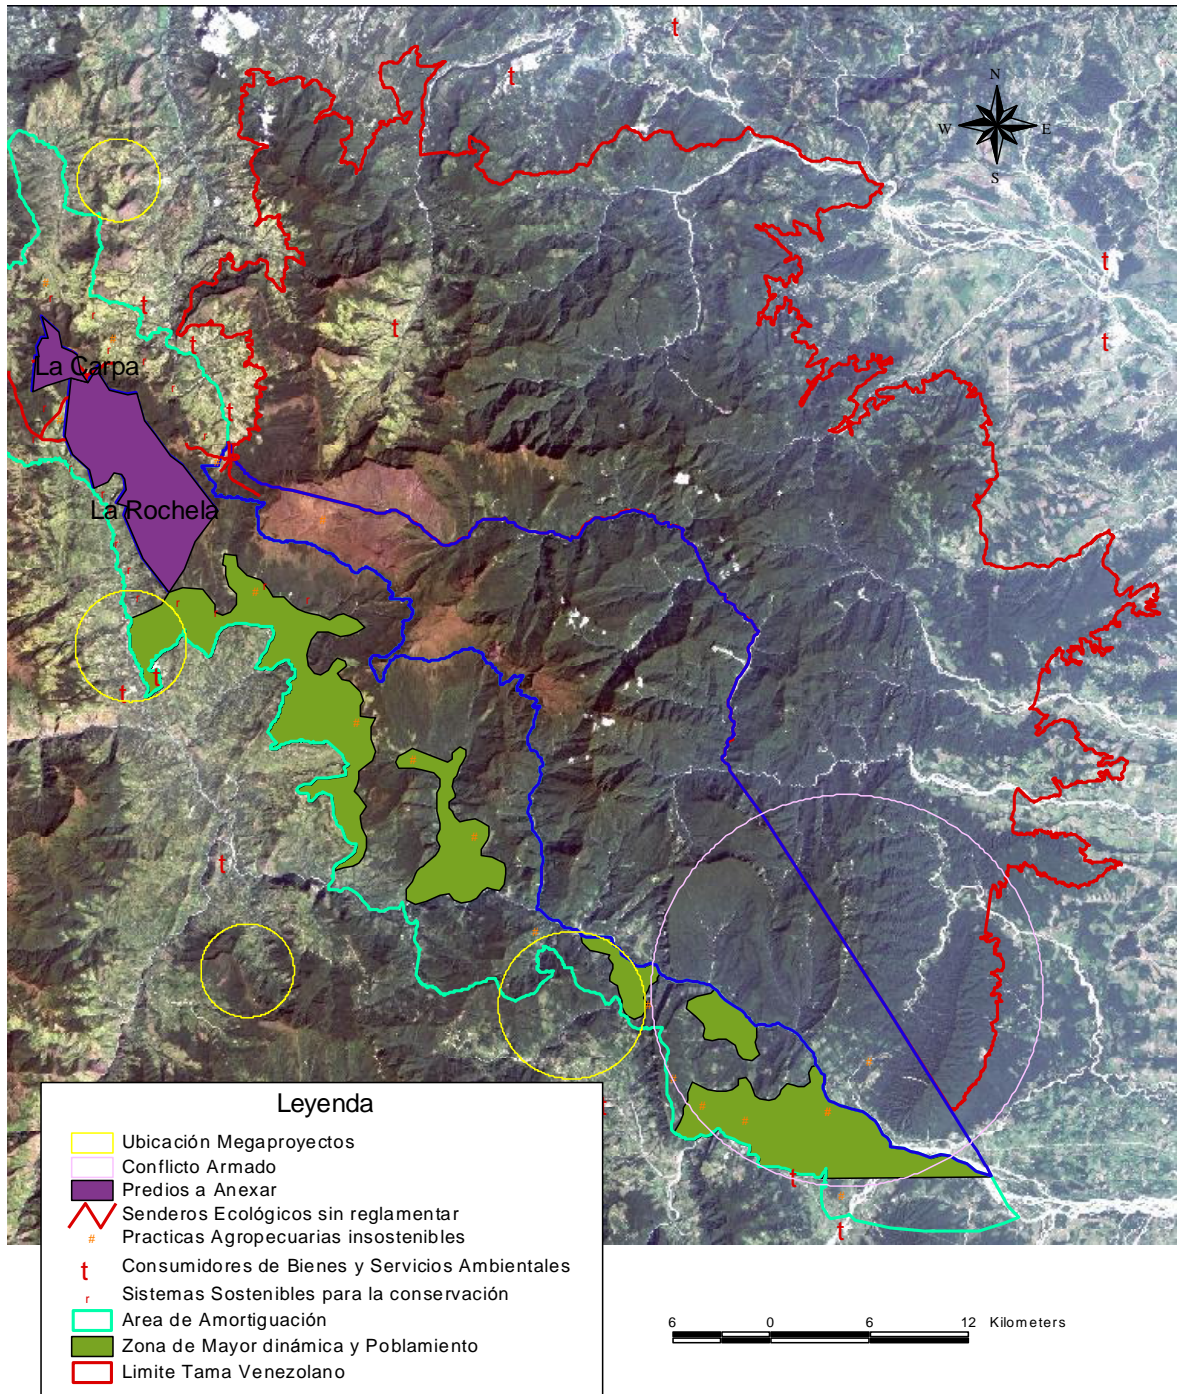 t
t
N
W E
S
t
t
t
t
t
t
La Carpa
t
La Rochela
t
t
t
t
t
Leyenda
Ubicación Megaproyectos
Conflicto Armado
Predios a Anexar
Senderos Ecológicos sin reglamentar
# Practicas Agropecuarias insostenibles
t Consumidores de Bienes y Servicios Ambientales
r Sistemas Sostenibles para la conservación
Area de Amortiguación
Zona de Mayor dinámica y Poblamiento
Limite Tama Venezolano
6 0 6 12 Kilometers